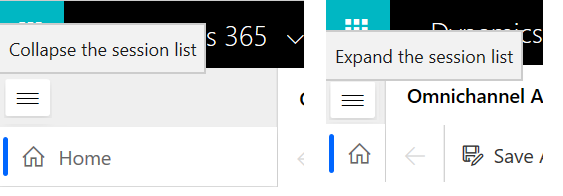 s 365
Collapse the session list
Home
Dynamics
Expand the session list
Omnichannel A
Save